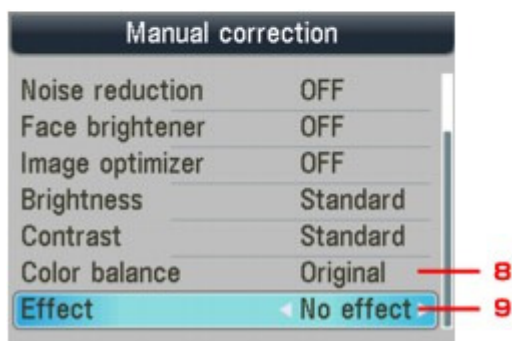 Manual correction
Noise reduction OFF
Face brightener OFF
Image optimizer OFF
Brightness Standard
Contrast Standard
Color balance Original 8
Effect No effect 9